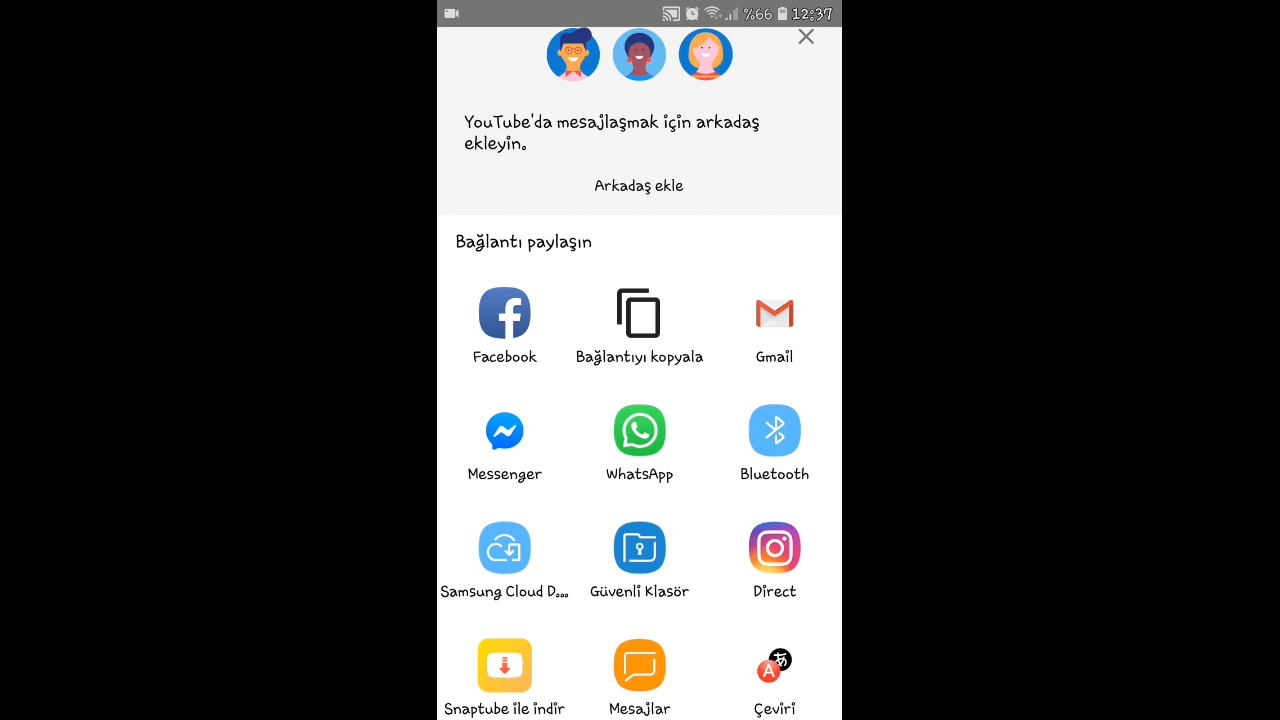 %66 12:37
YouTube'da mesajlaşmak için arkadaş
ekleyin.
Arkadaş ekle
Bağlantı paylaşın
Facebook Bağlantıyı kopyala Gmail
Messenger WhatsApp Bluetooth
Samsung Cloud D... Güvenli Klasör Direct
Snaptube ile indir Mesajlar Çeviri